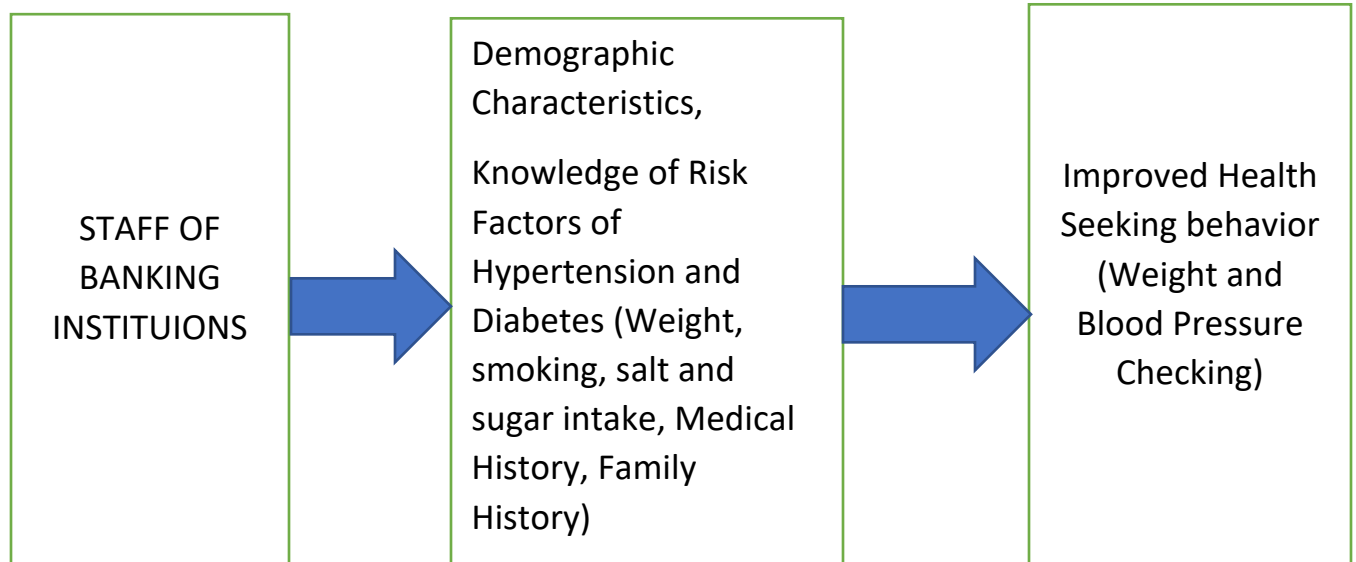 STAFF OF
BANKING
INSTITUIONS
Demographic
Characteristics,
Knowledge of Risk
Factors of
Hypertension and
Diabetes (Weight,
smoking, salt and
sugar intake, Medical
History, Family
History)
Improved Health
Seeking behavior
(Weight and
Blood Pressure
Checking)